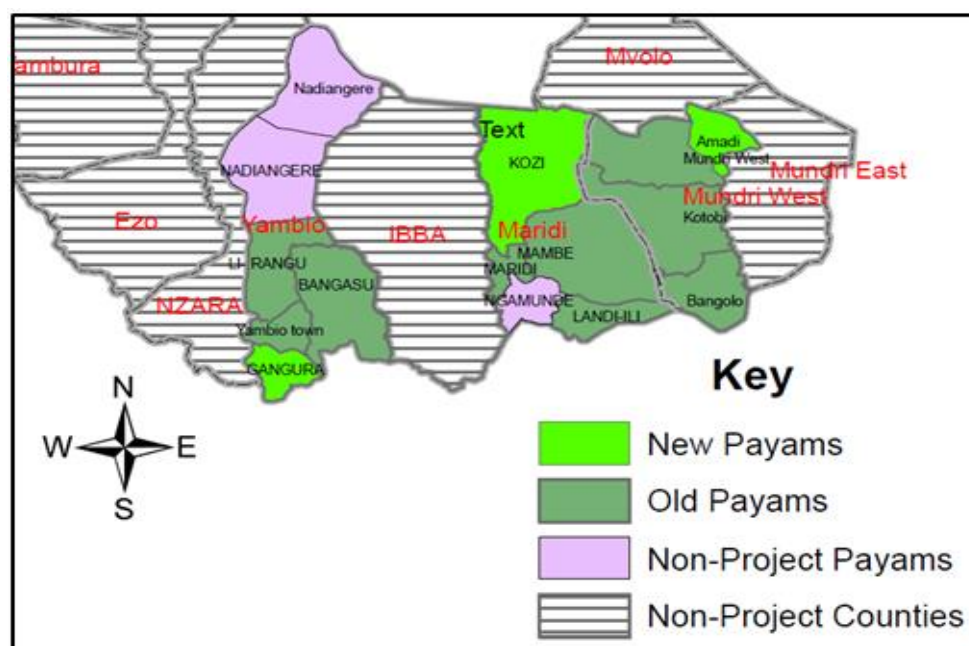 ambura
Mvolo
Nadiangere
Text
KOZI
Amadi
Mundri West
Mundri East
NADIANGERE
Mundri West
Kotobi
Ezo
Yambio
IBBA
Maridi
MAMBE
LI- RANGU
MARIDI
BANGASU
NZARA
NGAMUNDE
Bangolo
LANDI-ILI
Yambio town
GANGURA
Key
N
W
E
S
New Payams
Old Payams
Non-Project Payams
Non-Project Counties